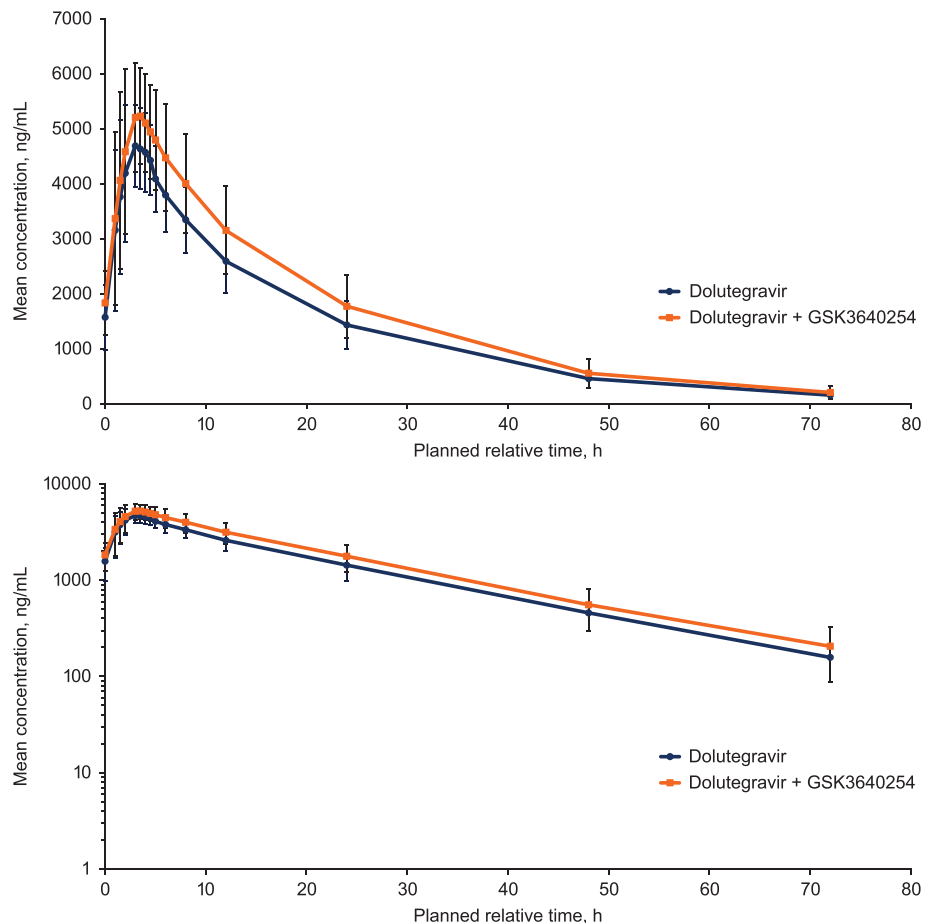 7000
6000
5000
4000
3000
2000
1000
0
Mean concentration, ng/mL
Dolutegravir
Dolutegravir + GSK3640254
0 10 20 30 40 50 60 70 80
Planned relative time, h
10000
1000
100
10
1
Mean concentration, ng/mL
Dolutegravir
Dolutegravir + GSK3640254
0 10 20 30 40 50 60 70 80
Planned relative time, h